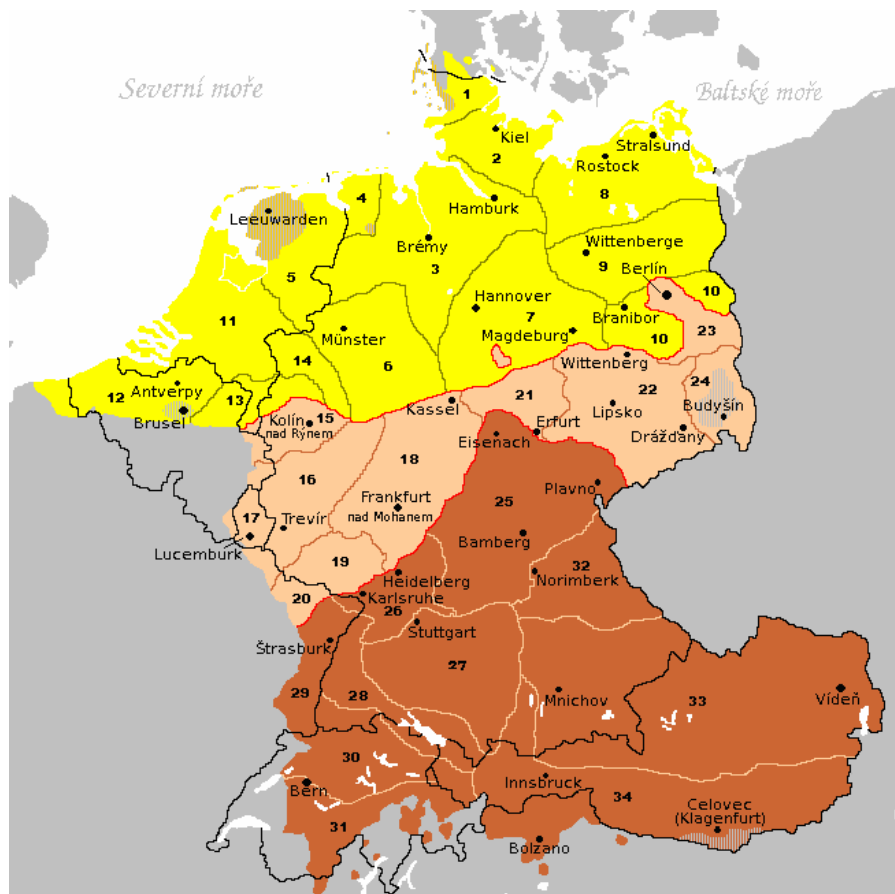 1
Severní moře
Baltské moře
Kiel
Stralsund
2
Rostock
4
8
Leeuwarden
Hamburk
Brémy
Wittenberge
3
9
Berlín
5
10
Hannover
Branibor
11
7
Münster
Magdeburg
10
23
14
6
Wittenberg
12
Antverpy
13
21
22
24
Brusel
Kassel
Lipsko
Budyšín
15
Kolín
nad Rýnem
Erfurt
Drážďany
Eisenach
18
16
25
Plavno
Frankfurt
nad Mohanem
17
Trevír
Bamberg
Lucemburk
19
32
Heidelberg
Norimberk
20
Karlsruhe
26
Stuttgart
Štrasburk
27
29
28
Mnichov
33
Vídeň
30
Bern
Innsbruck
34
Celovec
(Klagenfurt)
31
Bolzano